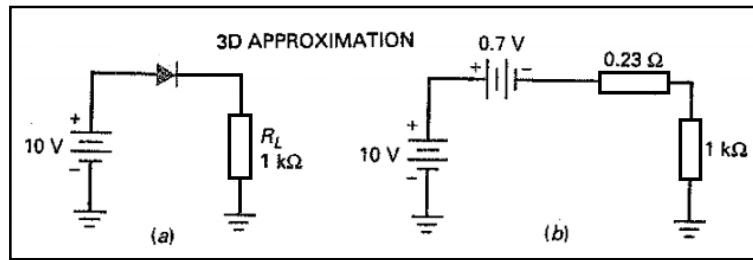 3D APPROXIMATION
+
10 V
-
R_L
1 kΩ
(a)
0.7 V
+ -
0.23 Ω
+
10 V
-
1 kΩ
(b)